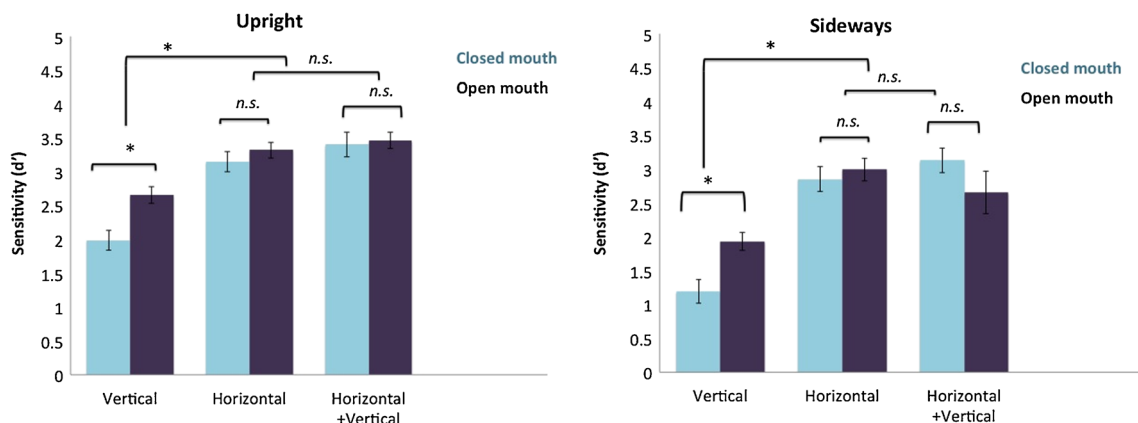 Upright
Sensitivity (d')
5
4.5
4
3.5
3
2.5
2
1.5
1
0.5
0
*
*
n.s.
n.s.
n.s.
Closed mouth
Open mouth
Vertical
Horizontal
Horizontal
+Vertical
Sideways
Sensitivity (d')
5
4.5
4
3.5
3
2.5
2
1.5
1
0.5
0
*
*
n.s.
n.s.
n.s.
Closed mouth
Open mouth
Vertical
Horizontal
Horizontal
+Vertical